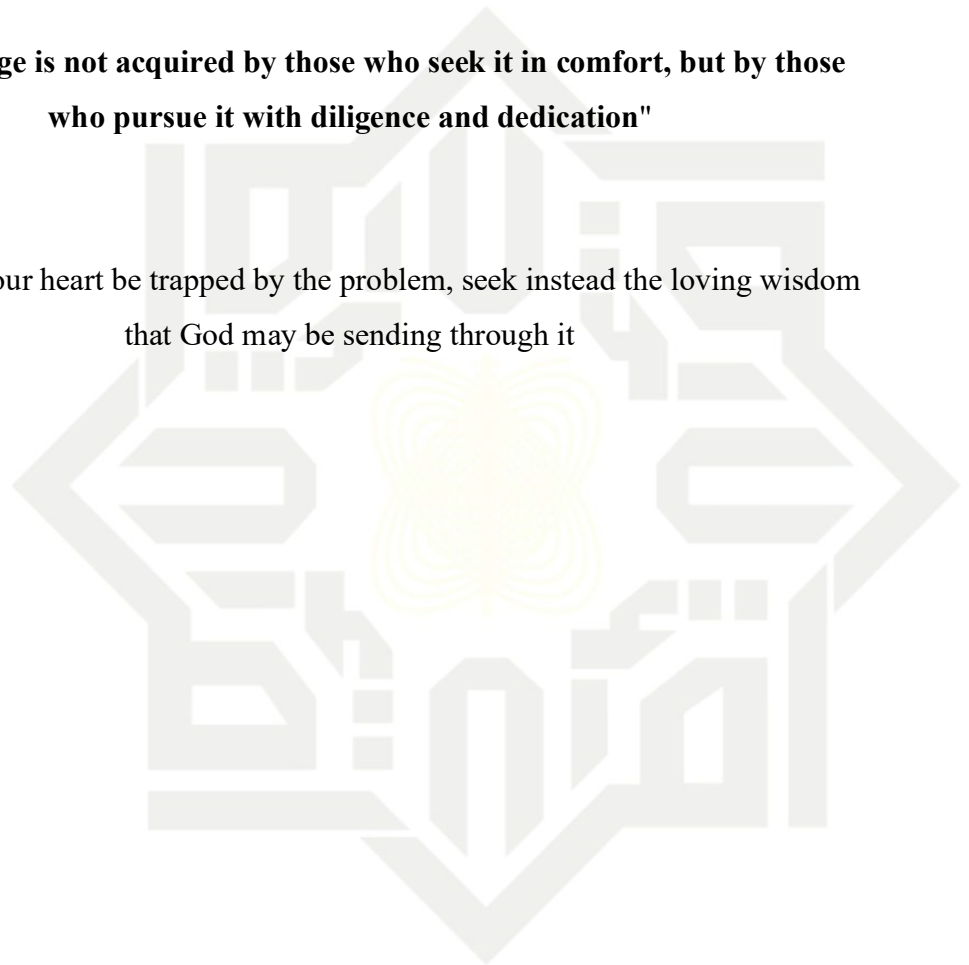 ge is not acquired by those who seek it in comfort, but by those
who pursue it with diligence and dedication"
our heart be trapped by the problem, seek instead the loving wisdom
that God may be sending through it